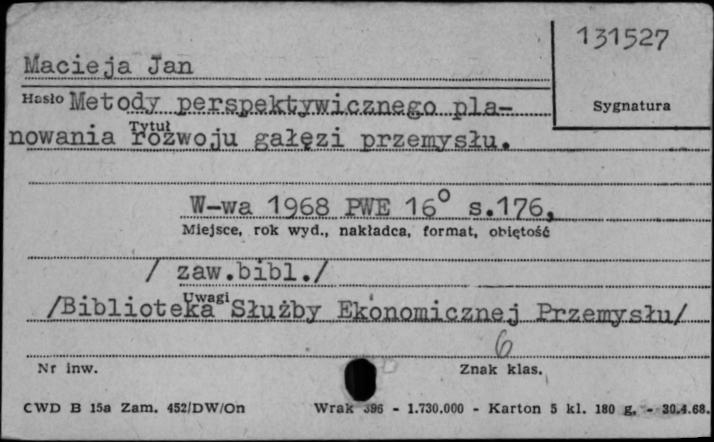 131527
Macieja Jan
Hasło Metody perspektywicznego pla-
Sygnatura
Tytuł
nowania rozwoju gałęzi przemysłu.
W-wa 1968 PWE 16° s.176,
Miejsce, rok wyd., nakładca, format, objętość
/ zaw.bibl./
Uwagi
/Biblioteka Służby Ekonomicznej Przemysłu/
6
Nr inw.
Znak klas.
CWD B 15a Zam. 452/DW/On Wrak 396 - 1.730.000 - Karton 5 kl. 180 g. - 30.4.68.